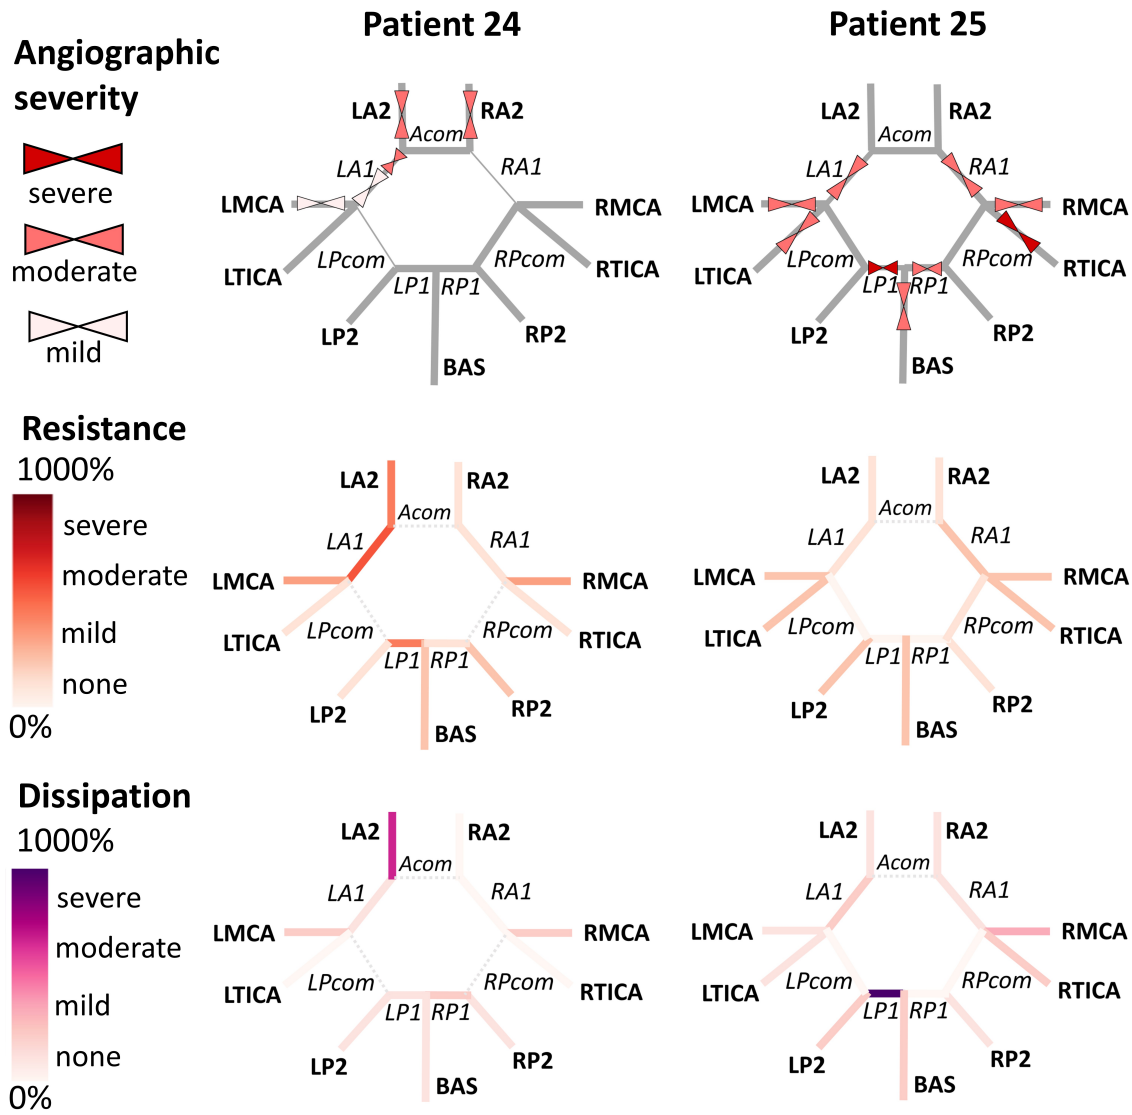 Patient 24
Patient 25
Angiographic
severity
severe
moderate
mild
LA2
RA2
Acom
LA1
RA1
LMCA
RMCA
LTICA
LPcom
RPcom
RTICA
LP1
RP1
LP2
RP2
BAS
LA2
RA2
Acom
LA1
RA1
LMCA
RMCA
LTICA
LPcom
RPcom
RTICA
LP1
RP1
LP2
RP2
BAS
Resistance
1000%
severe
moderate
mild
none
0%
LA2
RA2
Acom
LA1
RA1
LMCA
RMCA
LTICA
LPcom
RPcom
RTICA
LP1
RP1
LP2
RP2
BAS
LA2
RA2
Acom
LA1
RA1
LMCA
RMCA
LTICA
LPcom
RPcom
RTICA
LP1
RP1
LP2
RP2
BAS
Dissipation
1000%
severe
moderate
mild
none
0%
LA2
RA2
Acom
LA1
RA1
LMCA
RMCA
LTICA
LPcom
RPcom
RTICA
LP1
RP1
LP2
RP2
BAS
LA2
RA2
Acom
LA1
RA1
LMCA
RMCA
LTICA
LPcom
RPcom
RTICA
LP1
RP1
LP2
RP2
BAS